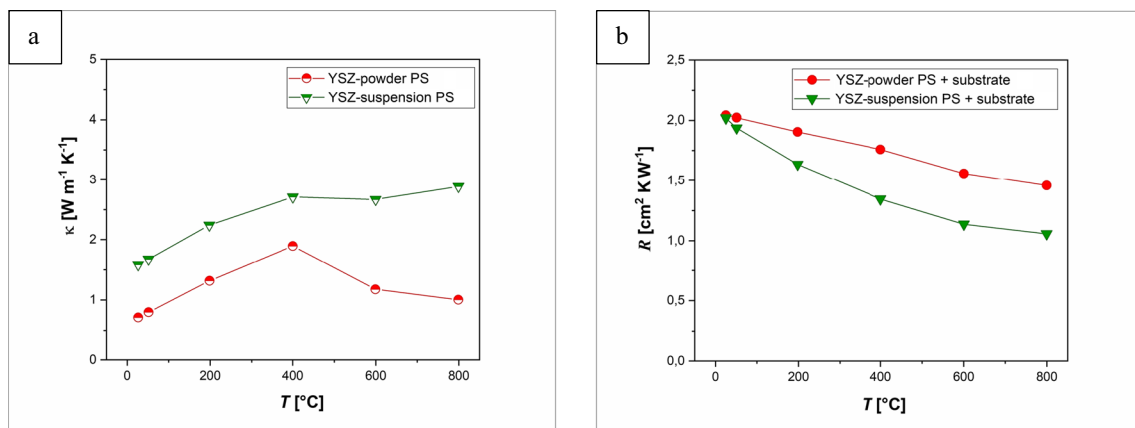 a
5
4
3
2
1
0
κ [W m⁻¹ K⁻¹]
YSZ-powder PS
YSZ-suspension PS
0 200 400 600 800
T [°C]
b
2,5
2,0
1,5
1,0
0,5
0,0
R [cm² KW⁻¹]
YSZ-powder PS + substrate
YSZ-suspension PS + substrate
0 200 400 600 800
T [°C]